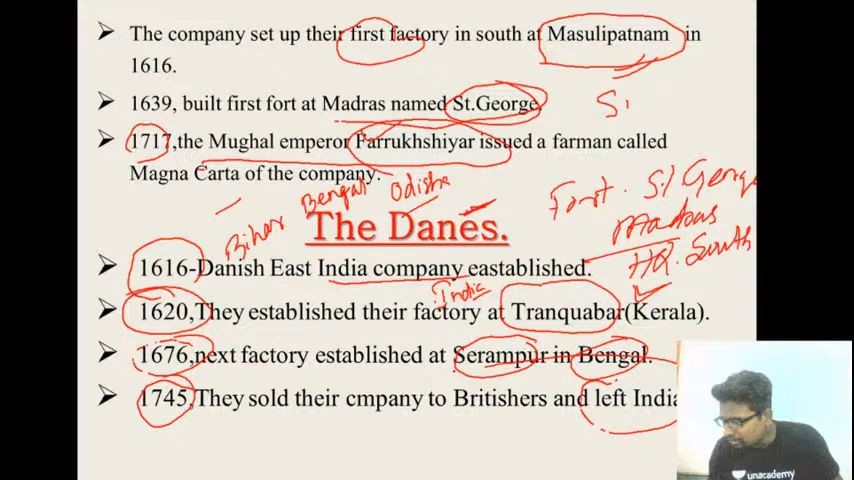 ➤ The company set up their first factory in south at Masulipatnam in
1616.
➤ 1639, built first fort at Madras named St.George.
St
➤ 1717,the Mughal emperor Farrukhshiyar issued a farman called
Magna Carta of the company.
Bihar Bengal Odisha
Fort. St George
Madras
HQ. South
The Danes.
➤ 1616-Danish East India company eastablished.
India
➤ 1620,They established their factory at Tranquabar(Kerala).
➤ 1676,next factory established at Serampur in Bengal.
➤ 1745,They sold their cmpany to Britishers and left India
unacademy